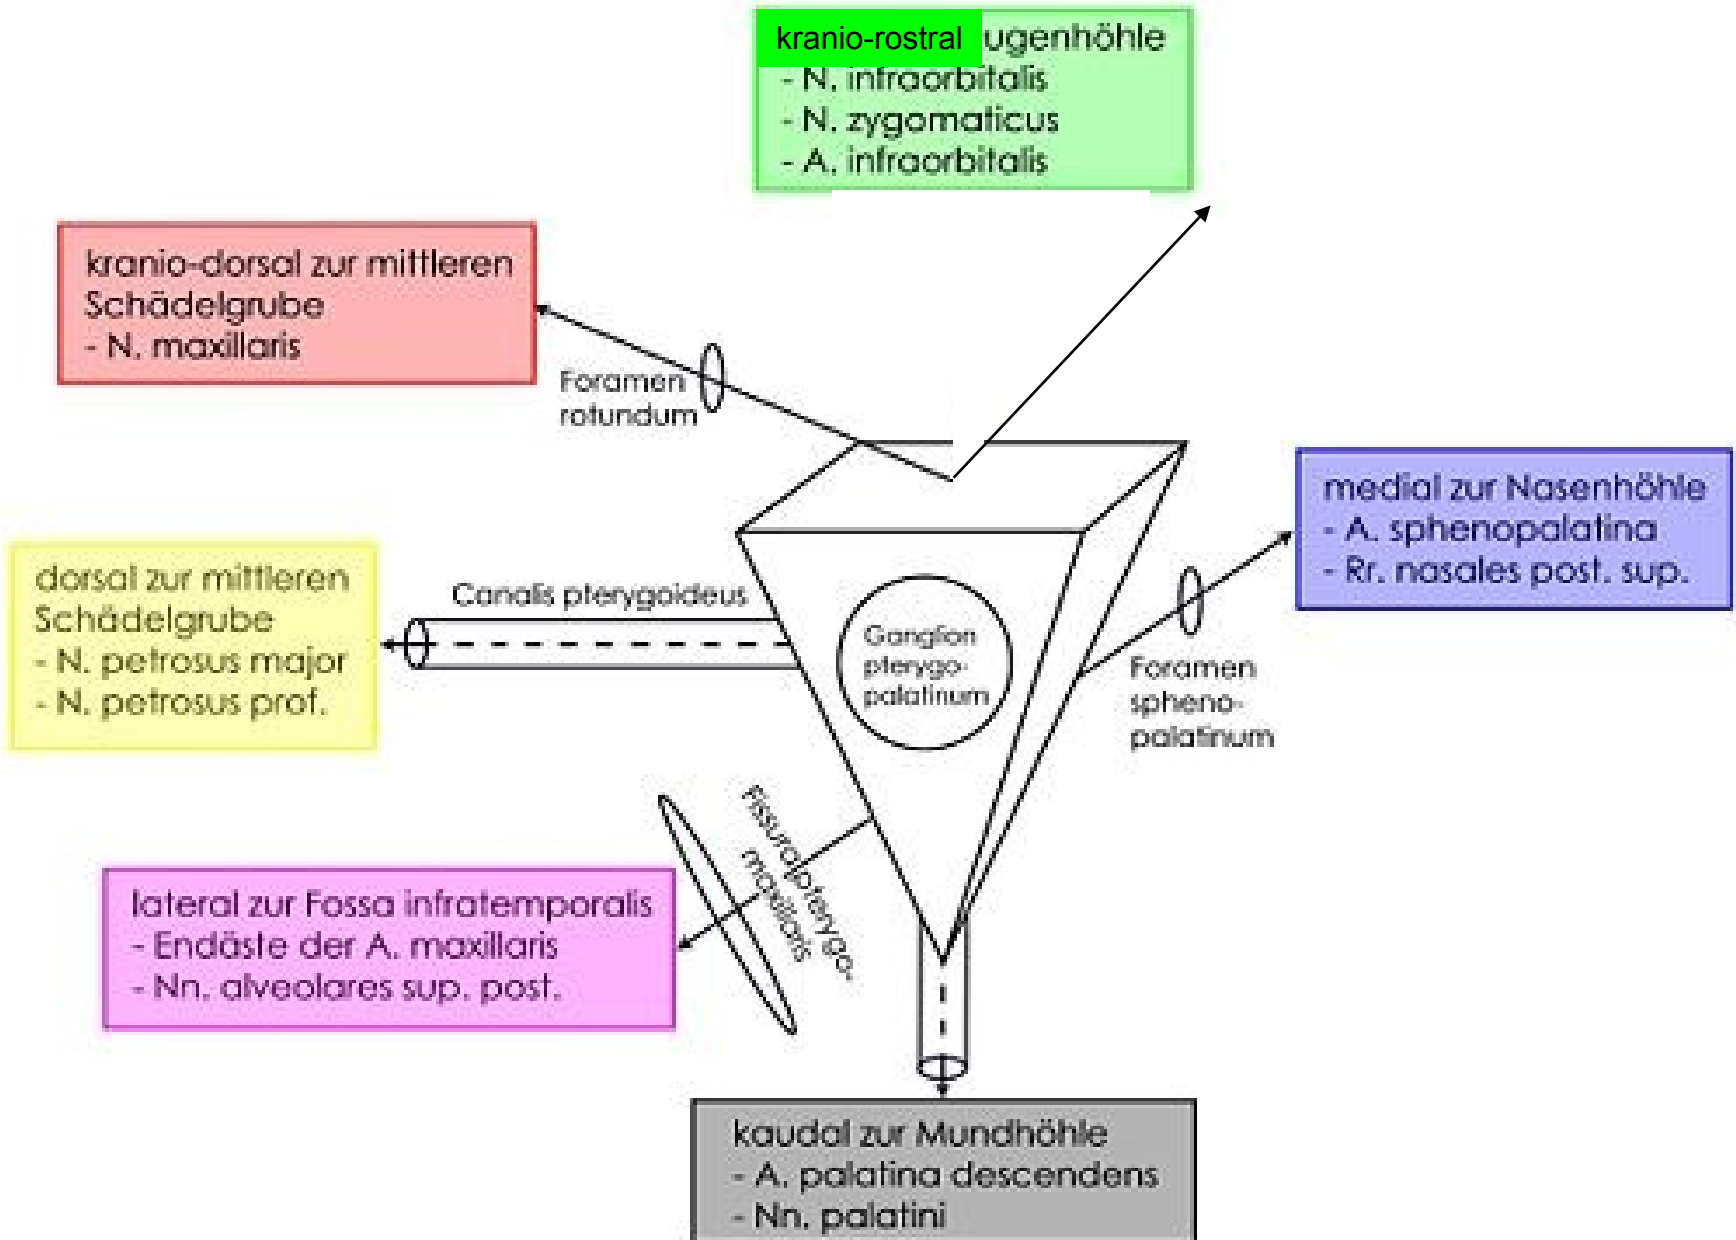 kranio-rostral ugenhöhle
- N. infraorbitalis
- N. zygomaticus
- A. infraorbitalis
kranio-dorsal zur mittleren
Schädelgrube
- N. maxillaris
Foramen
rotundum
medial zur Nasenhöhle
- A. sphenopalatina
- Rr. nasales post. sup.
dorsal zur mittleren
Schädelgrube
- N. petrosus major
- N. petrosus prof.
Canalis pterygoideus
Ganglion
pterygo-
palatinum
Foramen
spheno-
palatinum
Fissura pterygo-
maxillaris
lateral zur Fossa infratemporalis
- Endäste der A. maxillaris
- Nn. alveolares sup. post.
kaudal zur Mundhöhle
- A. palatina descendens
- Nn. palatini